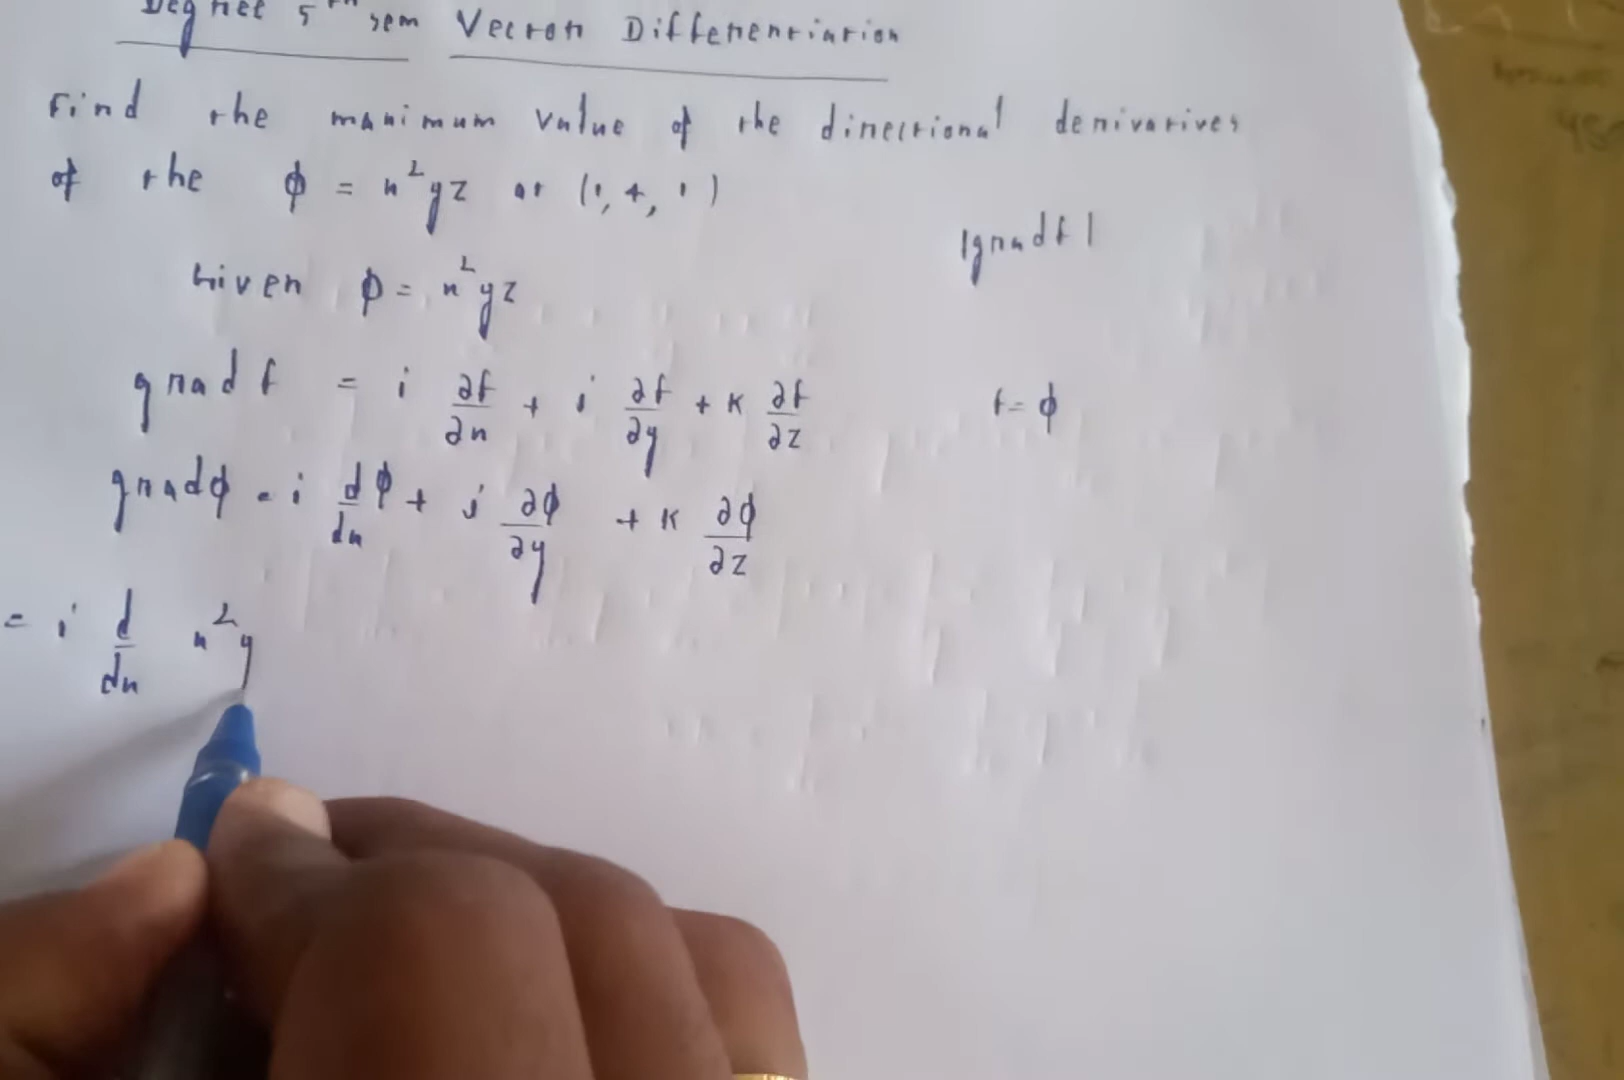 Degree 5th sem Vector Differentiation
Find the maximum value of the directional derivatives
of the ϕ = x²yz at (1, 4, 1)
|grad f|
Given ϕ = x²yz
grad f = i ∂f/∂x + j ∂f/∂y + k ∂f/∂z
f = ϕ
grad ϕ = i d/dx ϕ + j ∂ϕ/∂y + k ∂ϕ/∂z
= i d/dx x²y